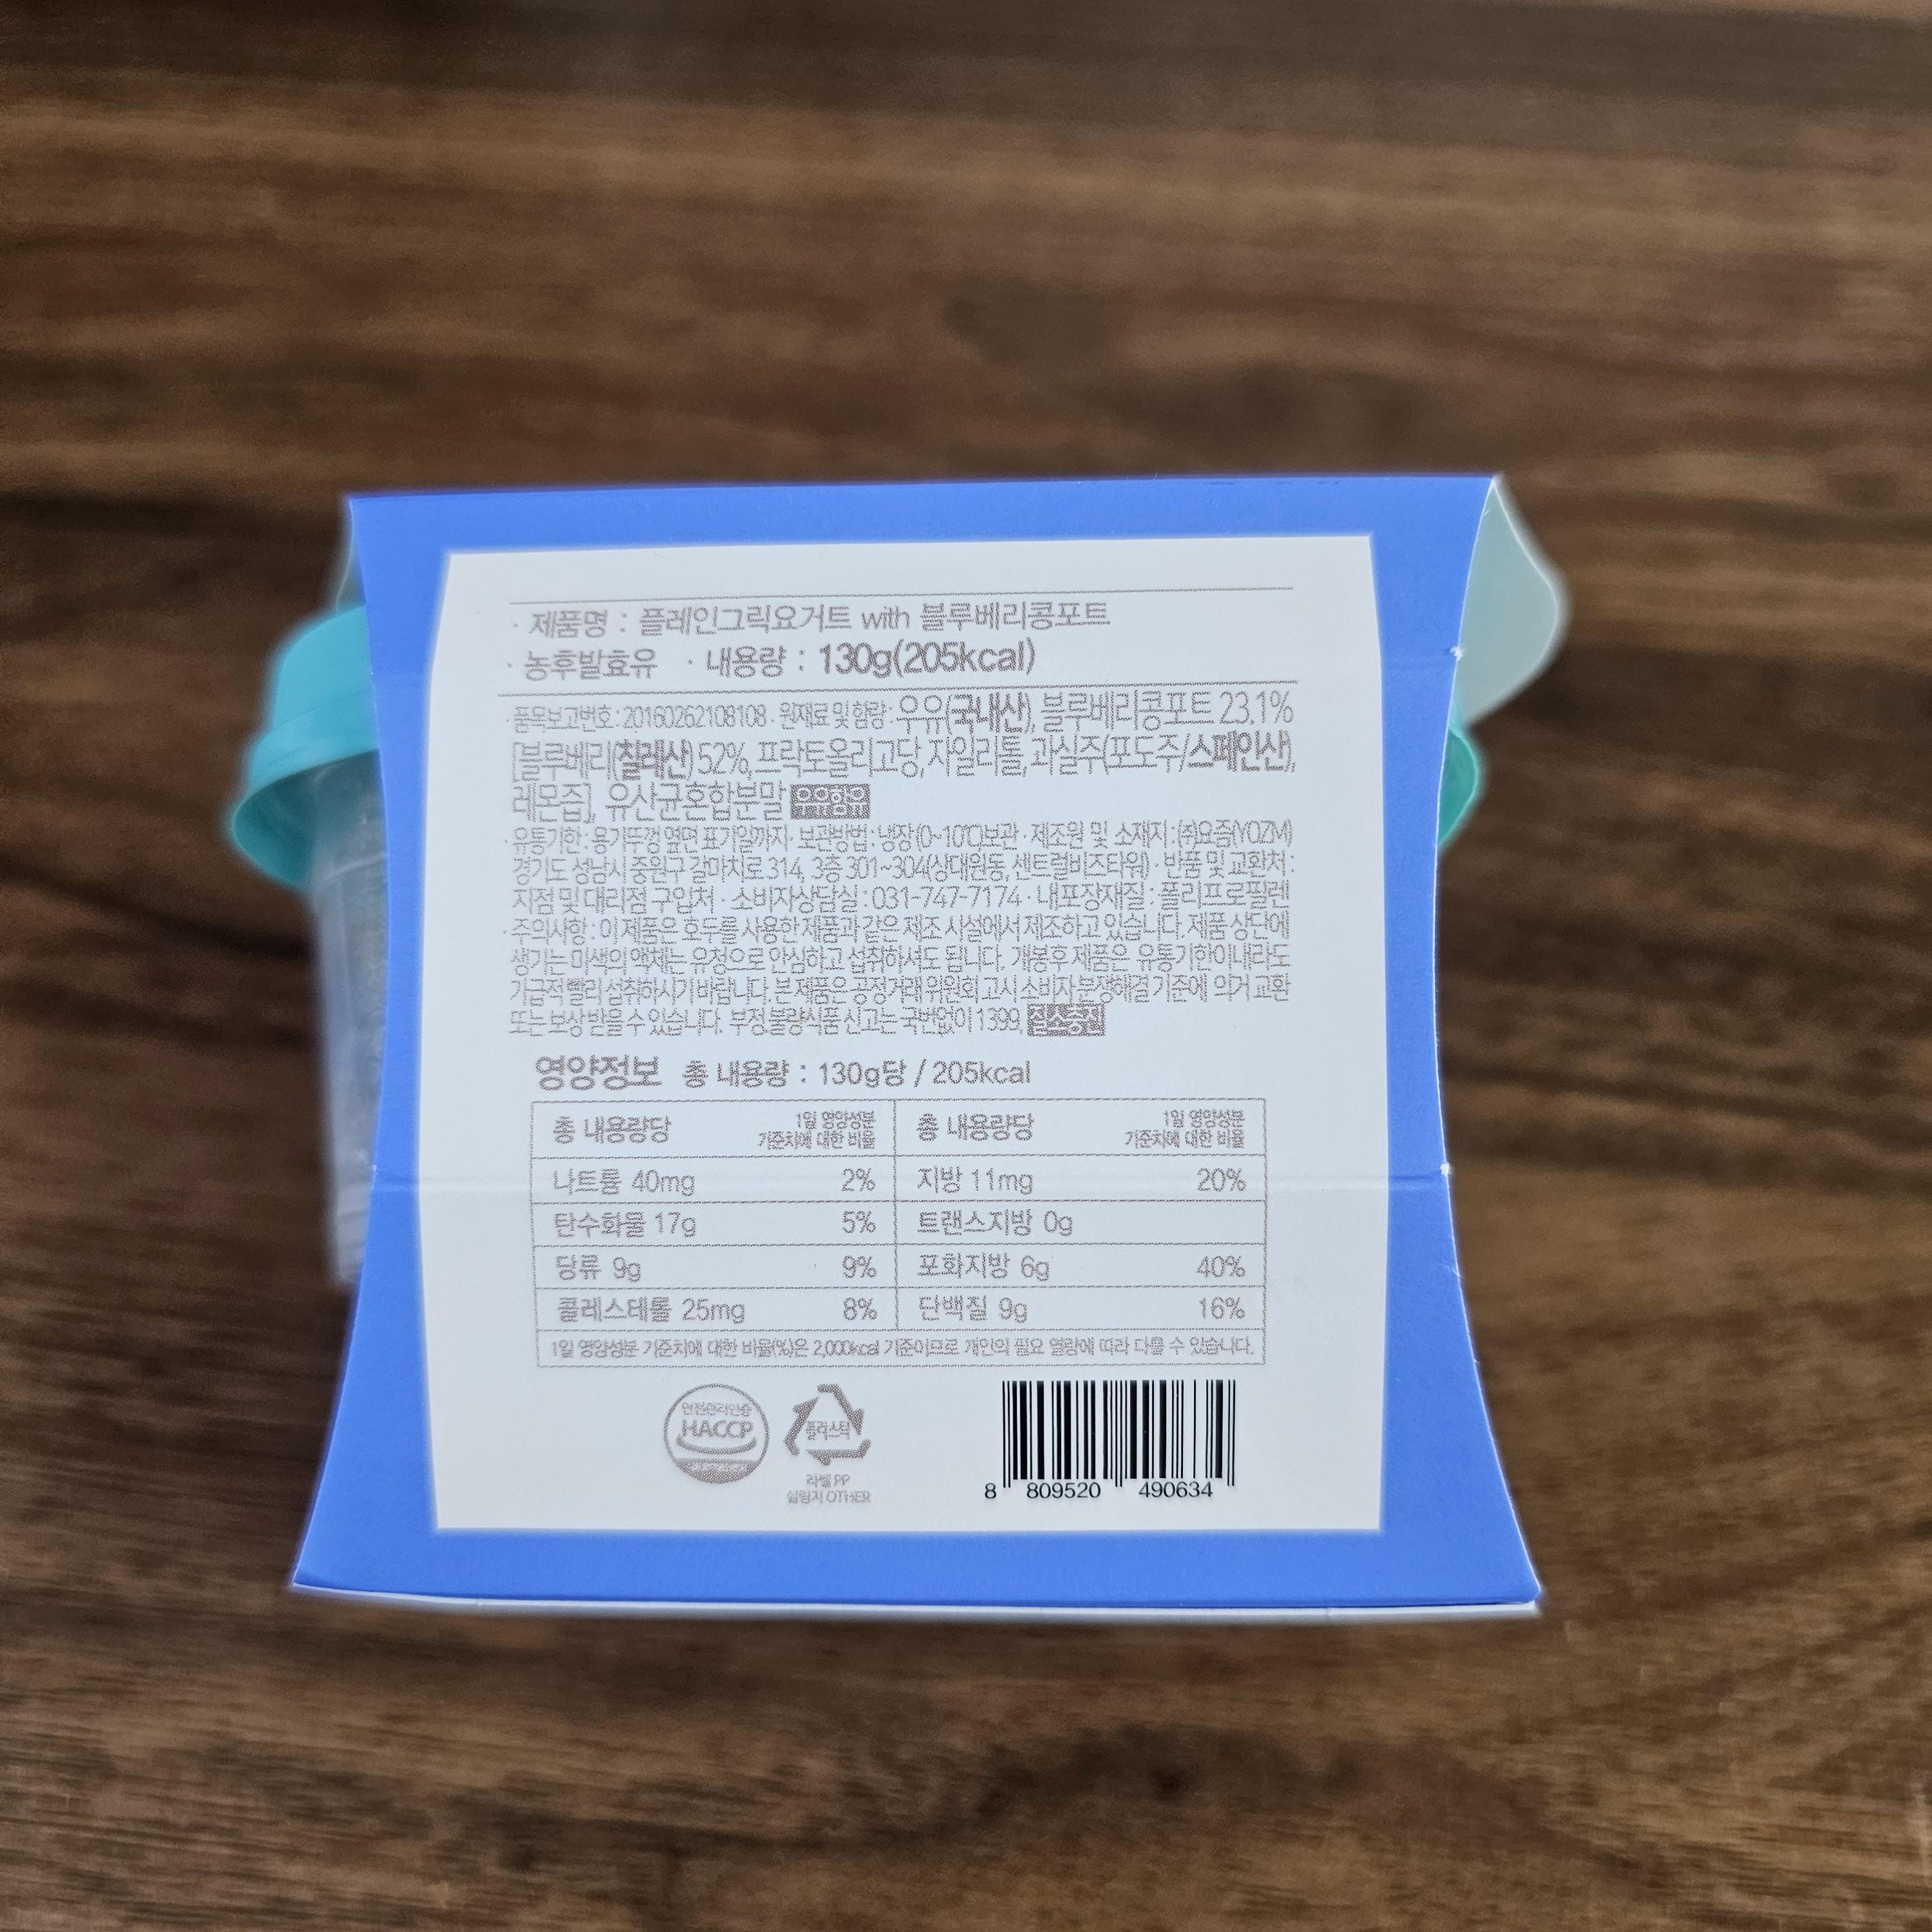 · 제품명 : 플레인그릭요거트 with 블루베리콩포트
· 농후발효유 · 내용량 : 130g(205kcal)
· 품목보고번호 : 20160262108108 · 원재료 및 함량 : 우유(국내산), 블루베리콩포트 23.1%
[블루베리(칠레산) 52%, 프락토올리고당, 자일리톨, 과실주(포도주/스페인산),
레몬즙], 유산균혼합분말 우유함유
· 유통기한 : 용기뚜껑 옆면 표기일까지 · 보관방법 : 냉장(0~10℃)보관 · 제조원 및 소재지 : ㈜요즘(YOZM)
경기도 성남시 중원구 갈마치로 314, 3층 301~304(상대원동, 센트럴비즈타워) · 반품 및 교환처 :
지점 및 대리점 구입처 · 소비자상담실 : 031-747-7174 · 내포장재질 : 폴리프로필렌
· 주의사항 : 이 제품은 호두를 사용한 제품과 같은 제조 시설에서 제조하고 있습니다. 제품 상단에
생기는 미색의 액체는 유청으로 안심하고 섭취하셔도 됩니다. 개봉후 제품은 유통기한이내라도
가급적 빨리 섭취하시기 바랍니다. 본 제품은 공정거래위원회 고시 소비자분쟁해결 기준에 의거 교환
또는 보상 받을 수 있습니다. 부정불량식품 신고는 국번없이 1399,
영양정보 총 내용량 : 130g당 / 205kcal
총 내용량당 1일 영양성분 기준치에 대한 비율 총 내용량당 1일 영양성분 기준치에 대한 비율
나트륨 40mg 2% 지방 11mg 20%
탄수화물 17g 5% 트랜스지방 0g
당류 9g 9% 포화지방 6g 40%
콜레스테롤 25mg 8% 단백질 9g 16%
1일 영양성분 기준치에 대한 비율(%)은 2,000kcal 기준이므로 개인의 필요 열량에 따라 다를 수 있습니다.
안전관리인증
HACCP
플라스틱
라벨 PP
실링지 OTHER
8 809520 490634